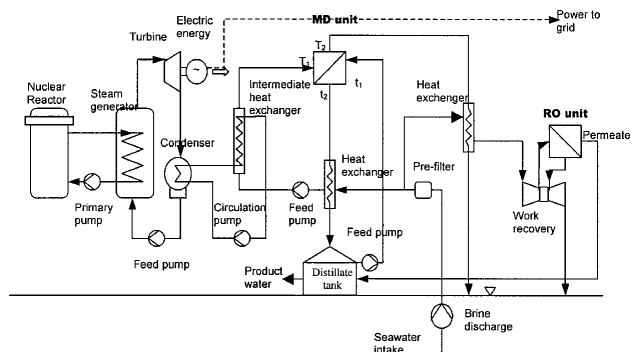 Electric
energy
MD unit
Power to
grid
Turbine
T₂
T₁
t₁
t₂
Nuclear
Reactor
Steam
generator
Intermediate
heat
exchanger
Heat
exchenger
RO unit
Permeate
Condenser
Heat
exchanger
Pre-filter
Primary
pump
Circulation
pump
Feed
pump
Work
recovery
Feed pump
Feed pump
Product
water
Distillate
tank
Brine
discharge
Seawater
intake
~